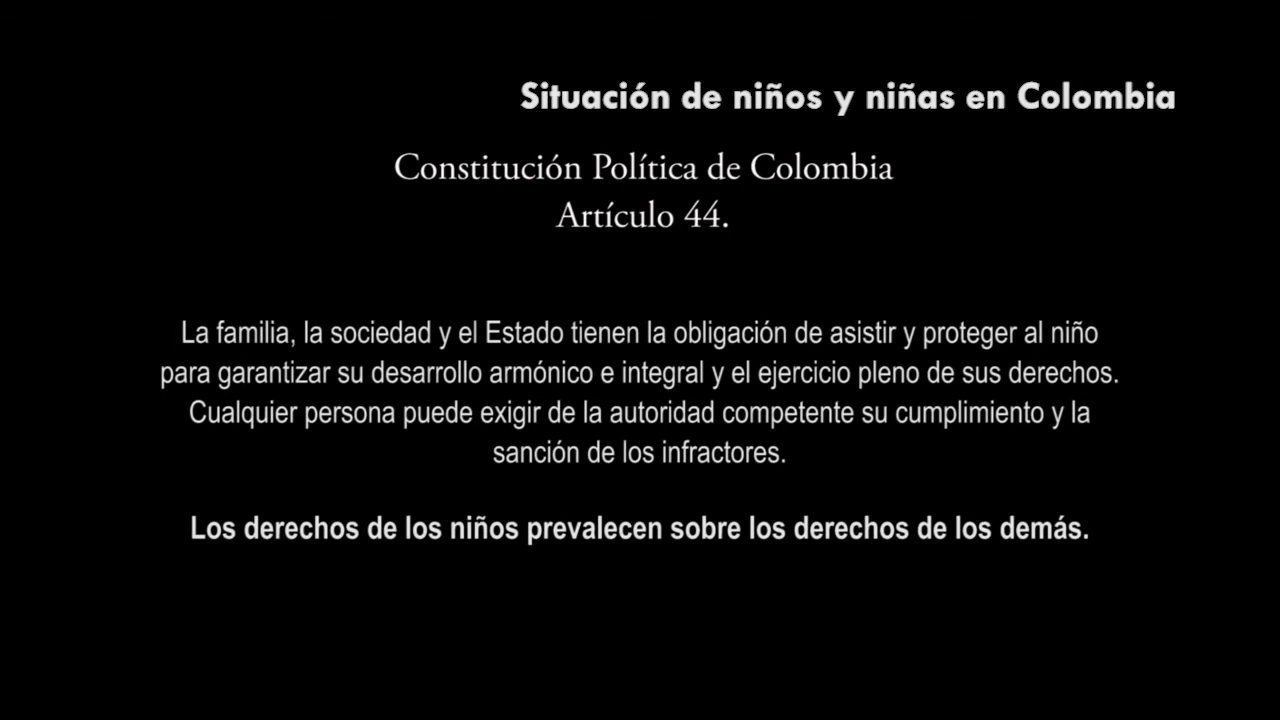 Situación de niños y niñas en Colombia
Constitución Política de Colombia
Artículo 44.
La familia, la sociedad y el Estado tienen la obligación de asistir y proteger al niño
para garantizar su desarrollo armónico e integral y el ejercicio pleno de sus derechos.
Cualquier persona puede exigir de la autoridad competente su cumplimiento y la
sanción de los infractores.
Los derechos de los niños prevalecen sobre los derechos de los demás.